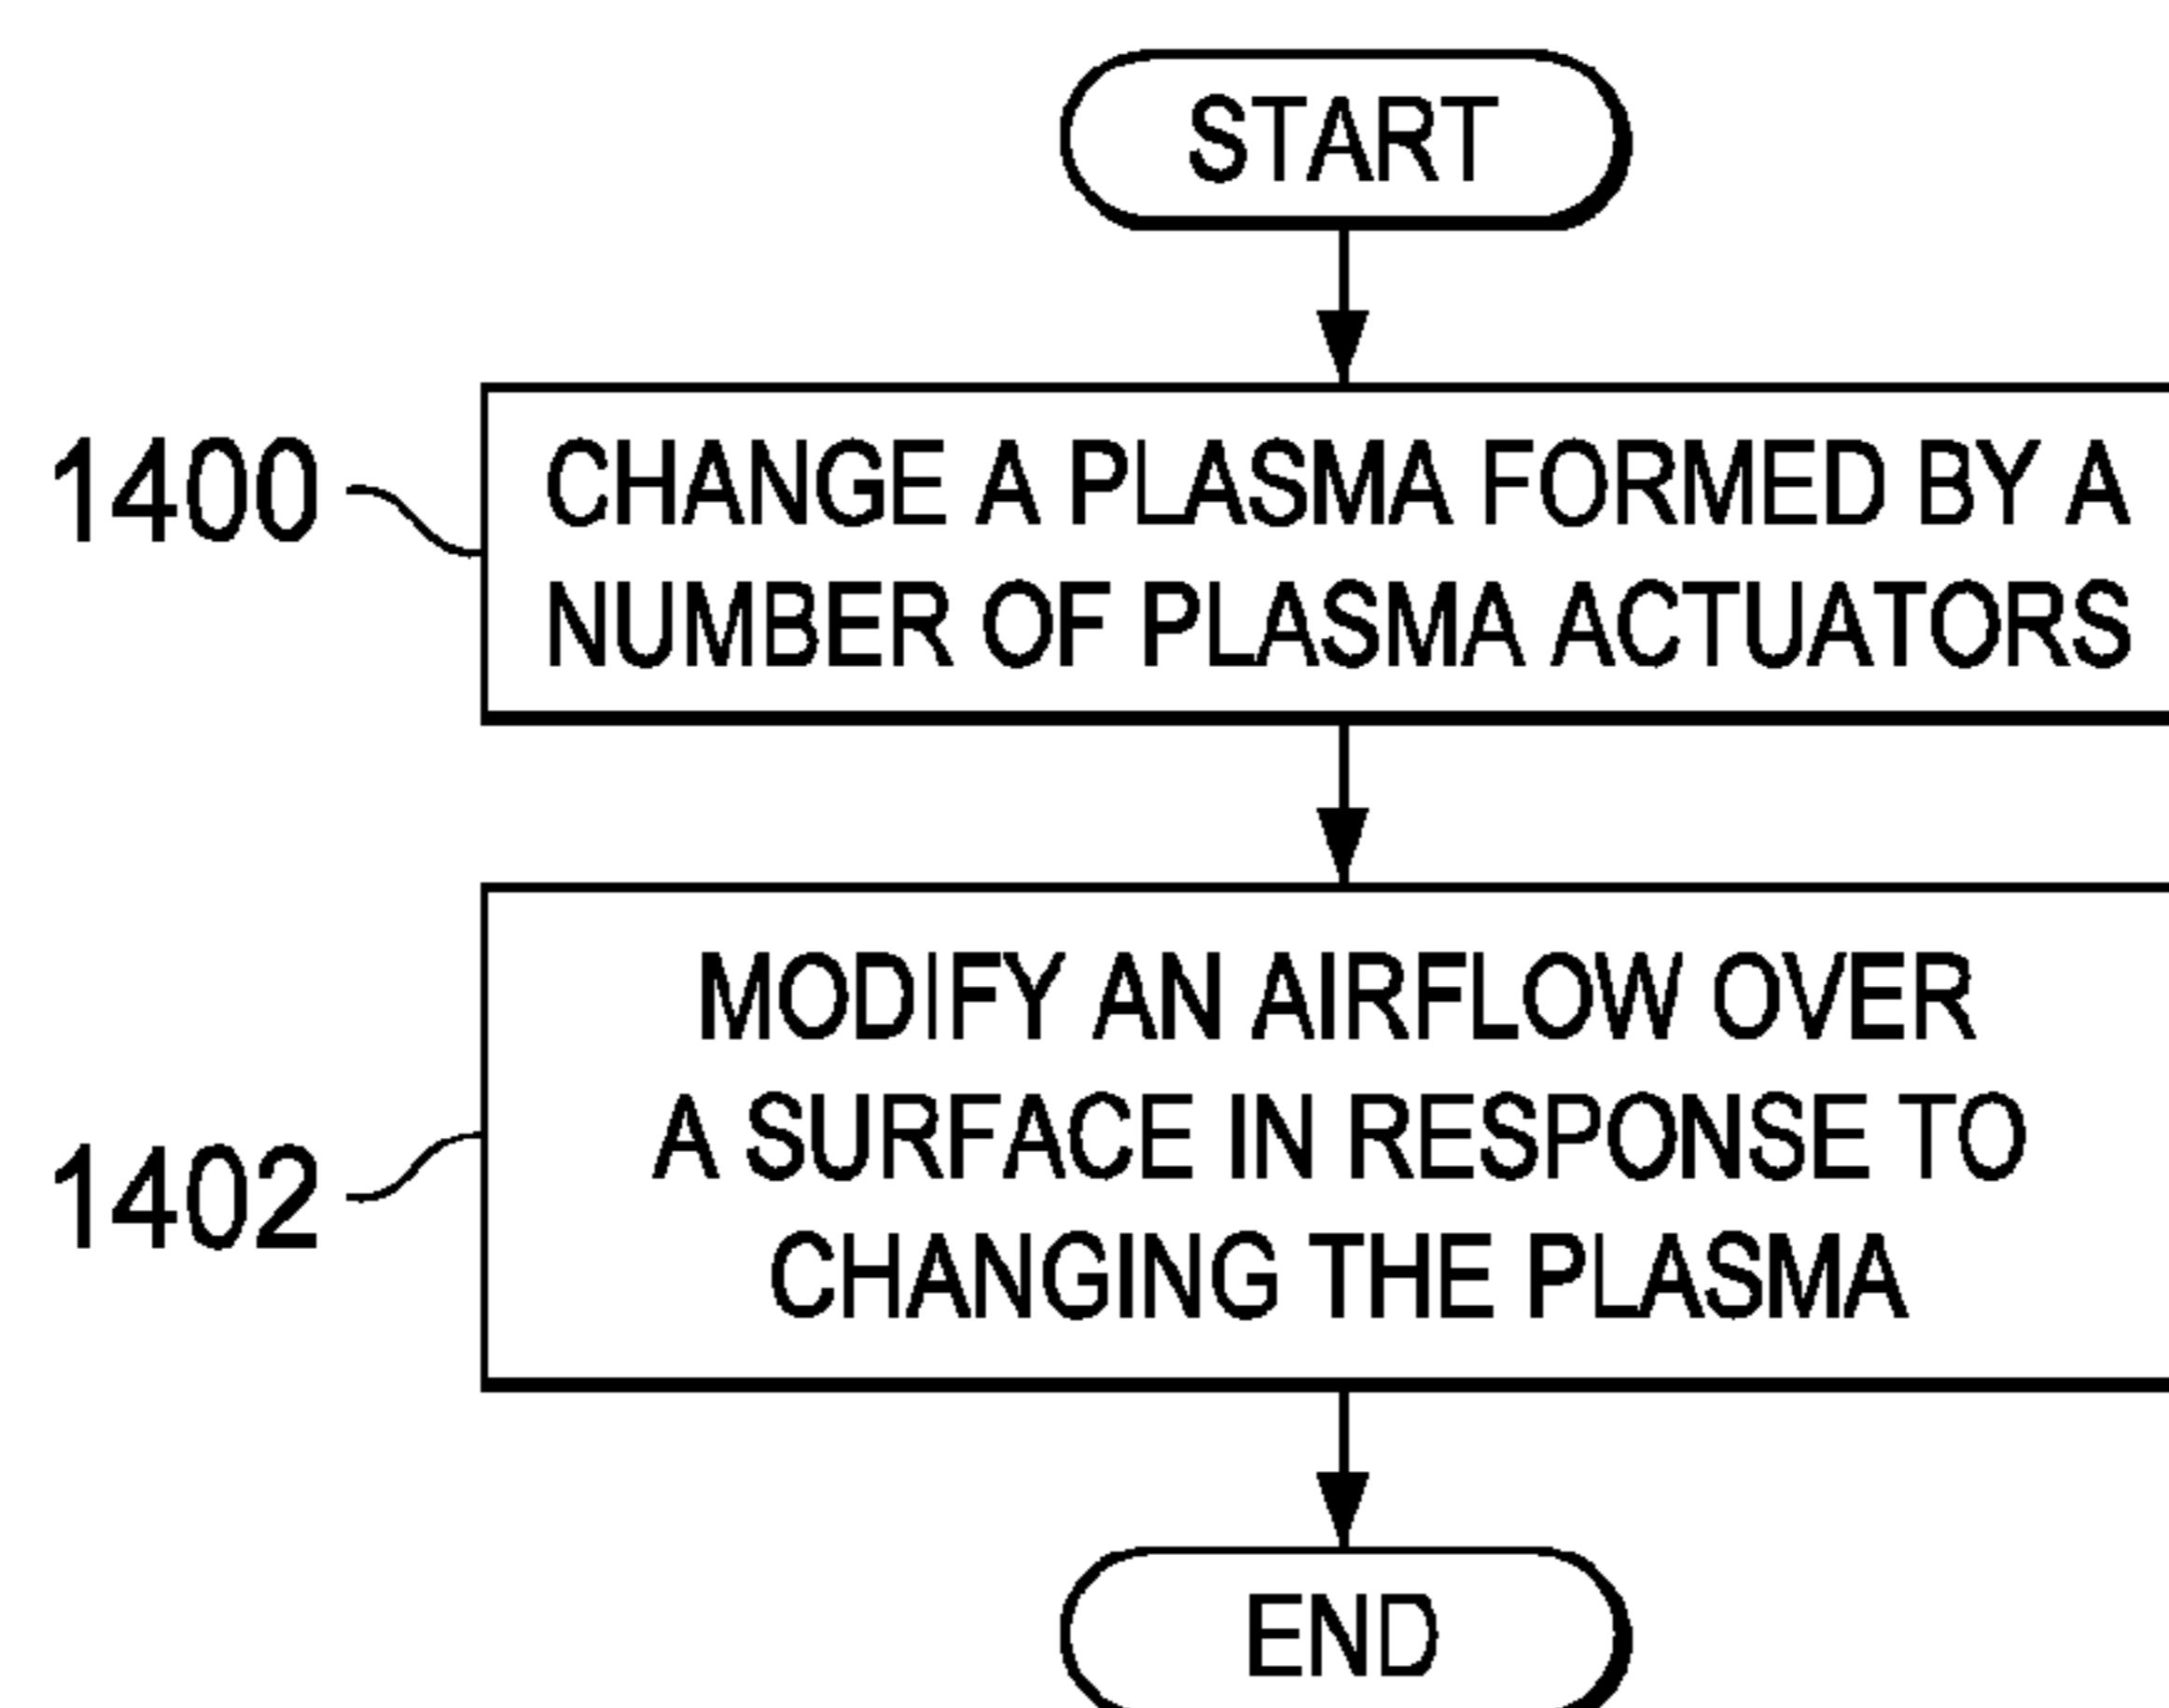 START
1400
CHANGE A PLASMA FORMED BY A
NUMBER OF PLASMA ACTUATORS
MODIFY AN AIRFLOW OVER
A SURFACE IN RESPONSE TO
CHANGING THE PLASMA
1402
END